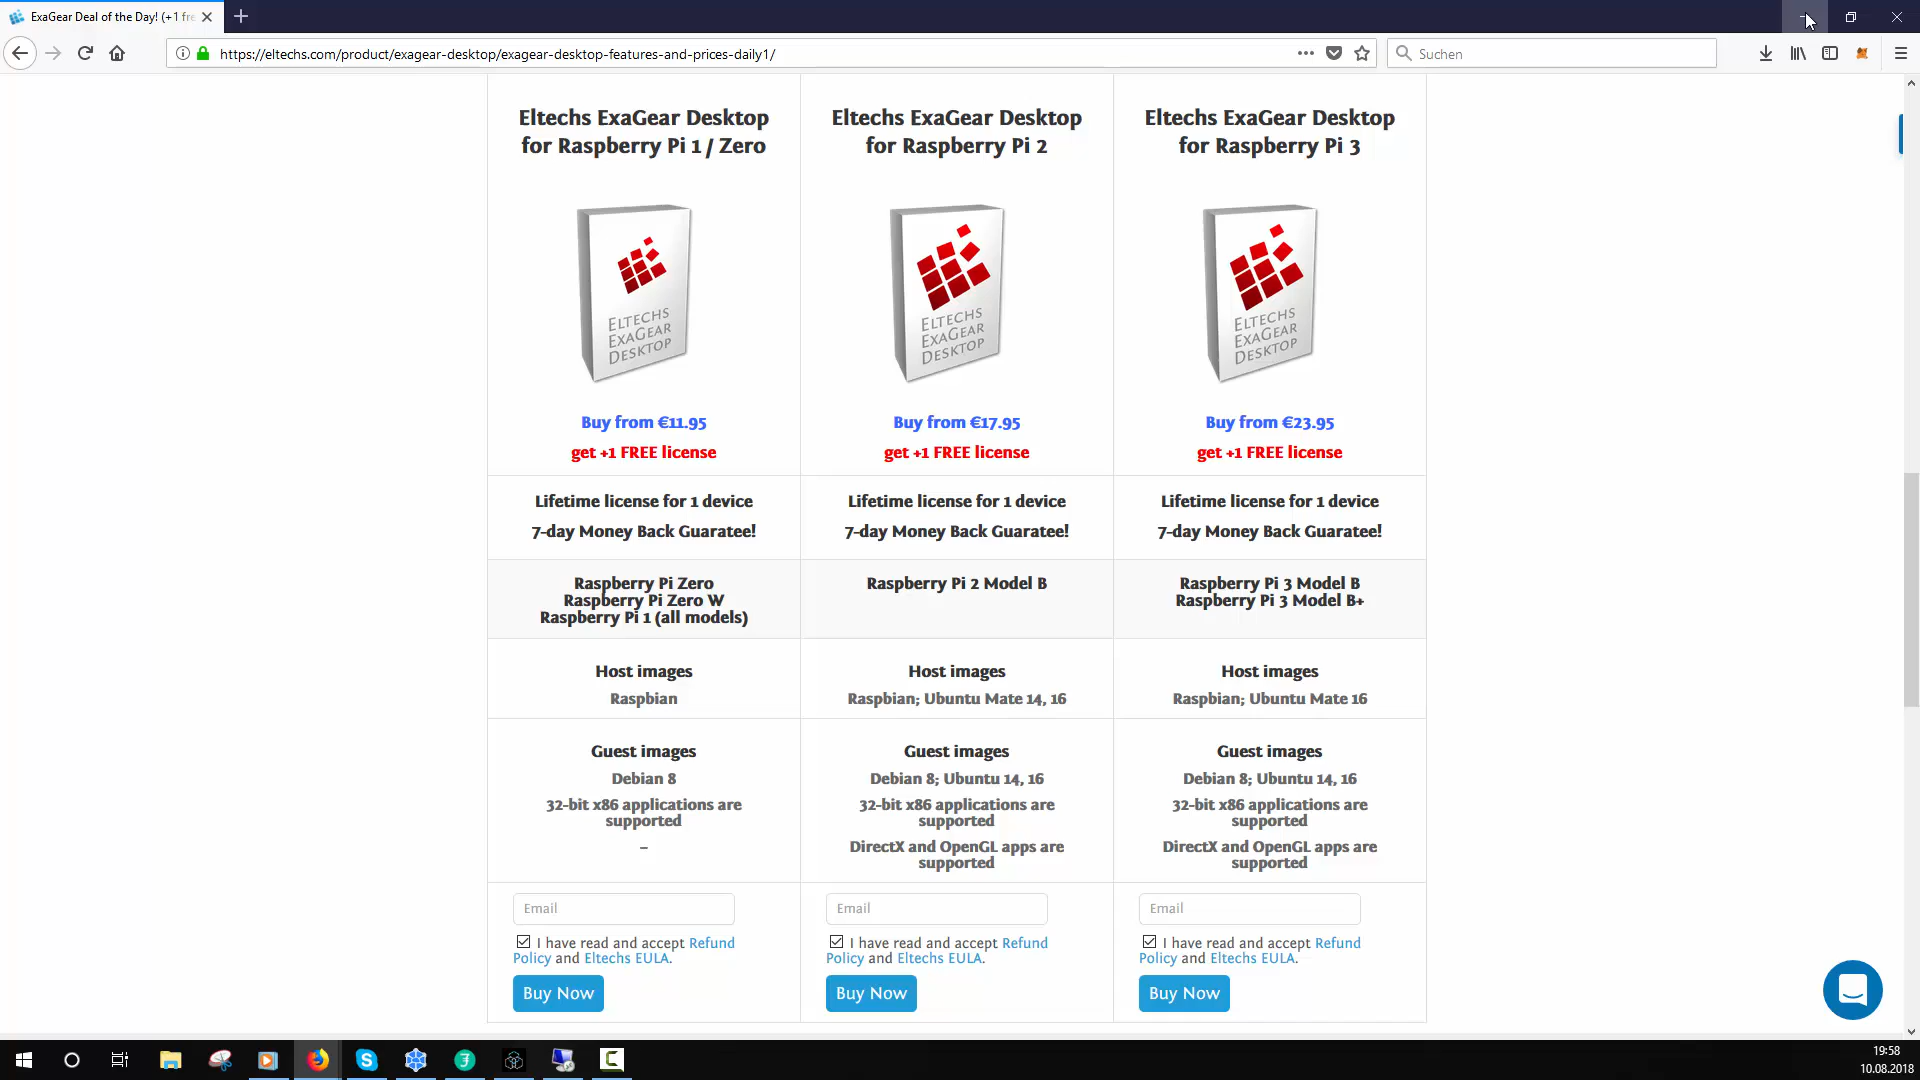 ExaGear Deal of the Day! (+1 fre
https://eltechs.com/product/exagear-desktop/exagear-desktop-features-and-prices-daily1/
Suchen
Eltechs ExaGear Desktop
for Raspberry Pi 1 / Zero
ELTECHS
EXAGEAR
DESKTOP
Buy from €11.95
get +1 FREE license
Lifetime license for 1 device
7-day Money Back Guaratee!
Raspberry Pi Zero
Raspberry Pi Zero W
Raspberry Pi 1 (all models)
Host images
Raspbian
Guest images
Debian 8
32-bit x86 applications are
supported
–
Email
I have read and accept Refund
Policy and Eltechs EULA.
Buy Now
Eltechs ExaGear Desktop
for Raspberry Pi 2
ELTECHS
EXAGEAR
DESKTOP
Buy from €17.95
get +1 FREE license
Lifetime license for 1 device
7-day Money Back Guaratee!
Raspberry Pi 2 Model B
Host images
Raspbian; Ubuntu Mate 14, 16
Guest images
Debian 8; Ubuntu 14, 16
32-bit x86 applications are
supported
DirectX and OpenGL apps are
supported
Email
I have read and accept Refund
Policy and Eltechs EULA.
Buy Now
Eltechs ExaGear Desktop
for Raspberry Pi 3
ELTECHS
EXAGEAR
DESKTOP
Buy from €23.95
get +1 FREE license
Lifetime license for 1 device
7-day Money Back Guaratee!
Raspberry Pi 3 Model B
Raspberry Pi 3 Model B+
Host images
Raspbian; Ubuntu Mate 16
Guest images
Debian 8; Ubuntu 14, 16
32-bit x86 applications are
supported
DirectX and OpenGL apps are
supported
Email
I have read and accept Refund
Policy and Eltechs EULA.
Buy Now
19:58
10.08.2018